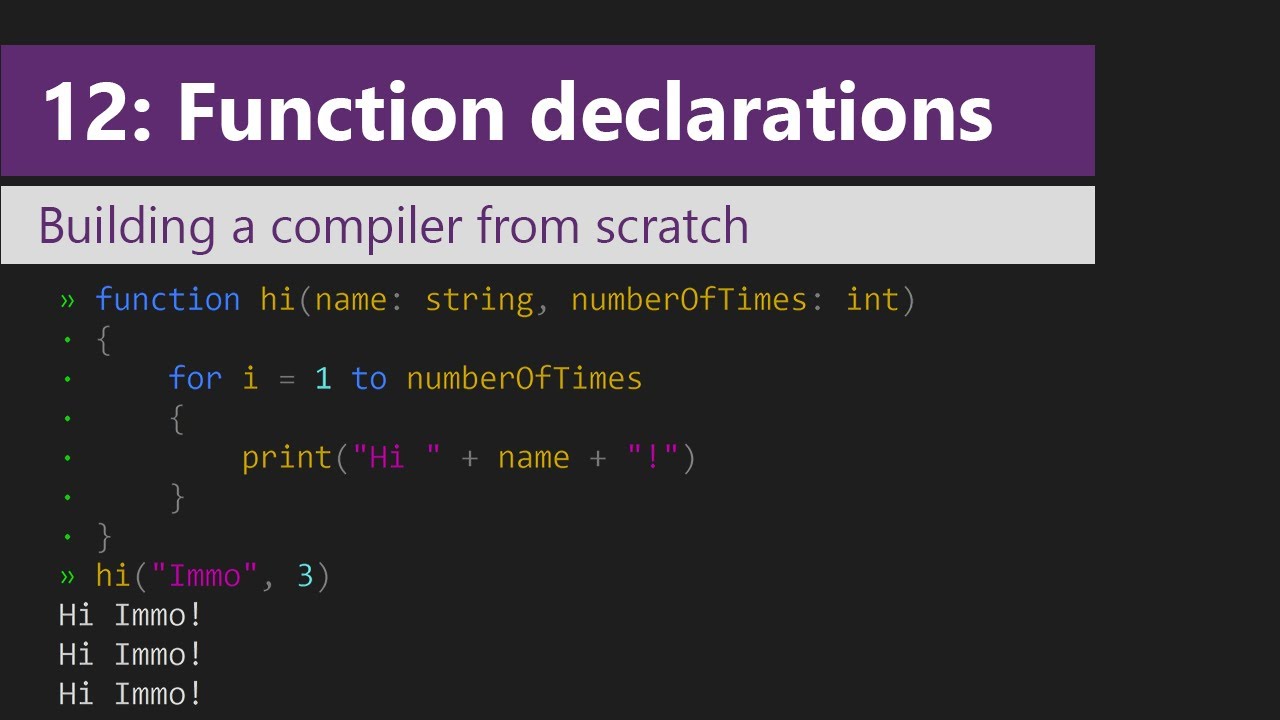 12: Function declarations
Building a compiler from scratch
» function hi(name: string, numberOfTimes: int)
· {
·     for i = 1 to numberOfTimes
·     {
·         print("Hi " + name + "!")
·     }
· }
» hi("Immo", 3)
Hi Immo!
Hi Immo!
Hi Immo!